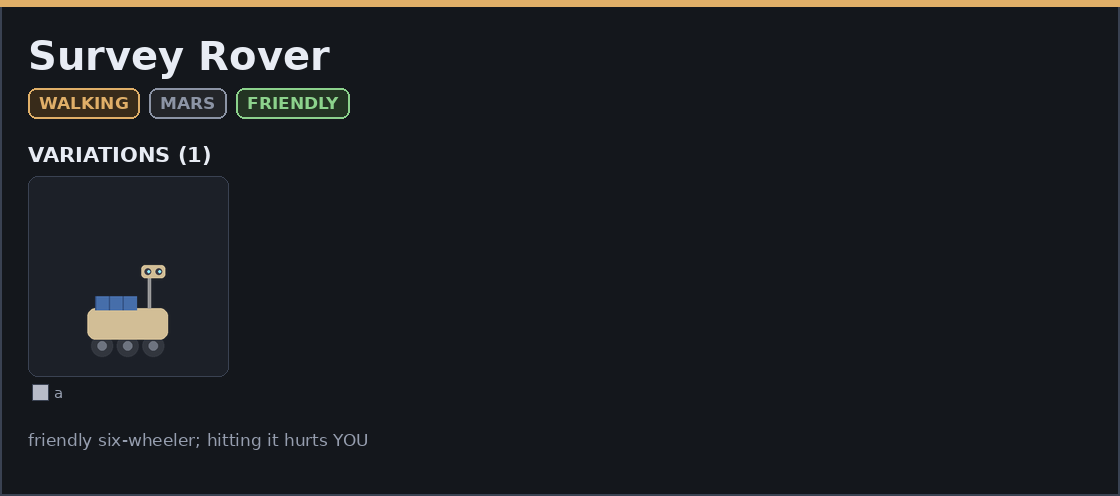 Survey Rover
WALKING MARS FRIENDLY
VARIATIONS (1)
a
friendly six-wheeler; hitting it hurts YOU